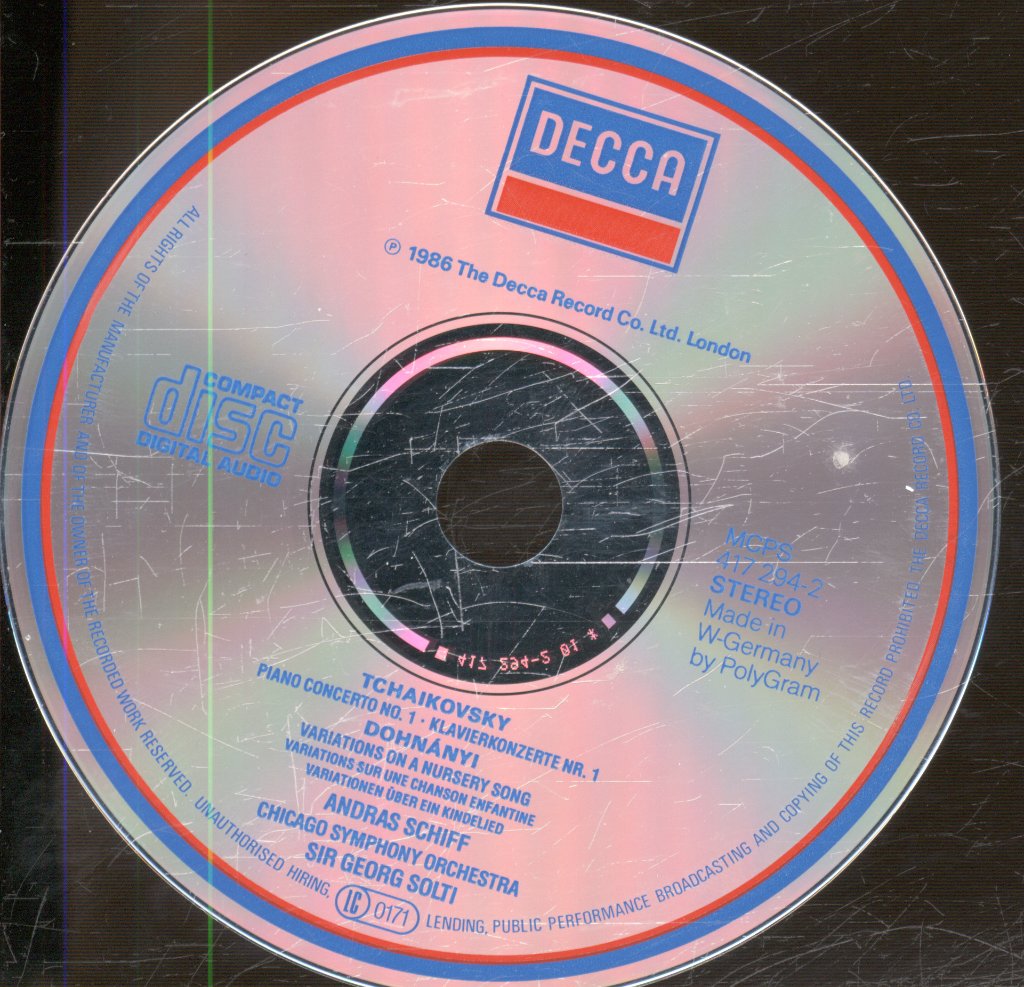 DECCA
℗ 1986 The Decca Record Co. Ltd. London
COMPACT
disc
DIGITAL AUDIO
MCPS
417 294-2
STEREO
Made in
W-Germany
by PolyGram
417 294-2 01 *
TCHAIKOVSKY
PIANO CONCERTO NO. 1 · KLAVIERKONZERTE NR. 1
DOHNÁNYI
VARIATIONS ON A NURSERY SONG
VARIATIONS SUR UNE CHANSON ENFANTINE
VARIATIONEN ÜBER EIN KINDELIED
ANDRAS SCHIFF
CHICAGO SYMPHONY ORCHESTRA
SIR GEORG SOLTI
LC 0171
ALL RIGHTS OF THE MANUFACTURER AND OF THE OWNER OF THE RECORDED WORK RESERVED. UNAUTHORISED HIRING, LENDING, PUBLIC PERFORMANCE BROADCASTING AND COPYING OF THIS RECORD PROHIBITED. THE DECCA RECORD CO. LTD.